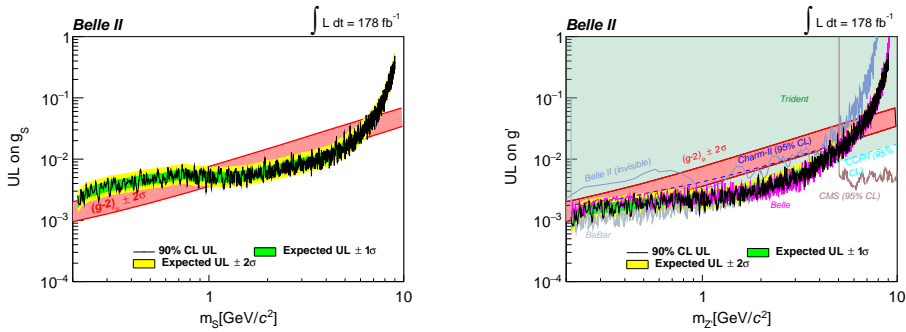 Belle II
∫ L dt = 178 fb⁻¹
UL on g_S
1
10⁻¹
10⁻²
10⁻³
10⁻⁴
(g-2)_μ ± 2σ
90% CL UL
Expected UL ± 1σ
Expected UL ± 2σ
1
10
m_S[GeV/c²]
Belle II
∫ L dt = 178 fb⁻¹
UL on g'
1
10⁻¹
10⁻²
10⁻³
10⁻⁴
Trident
Belle II (invisible)
(g-2)_μ ± 2σ
Charm-II (95% CL)
CCFR (95% CL)
CMS (95% CL)
Belle
BaBar
90% CL UL
Expected UL ± 1σ
Expected UL ± 2σ
1
10
m_Z'[GeV/c²]